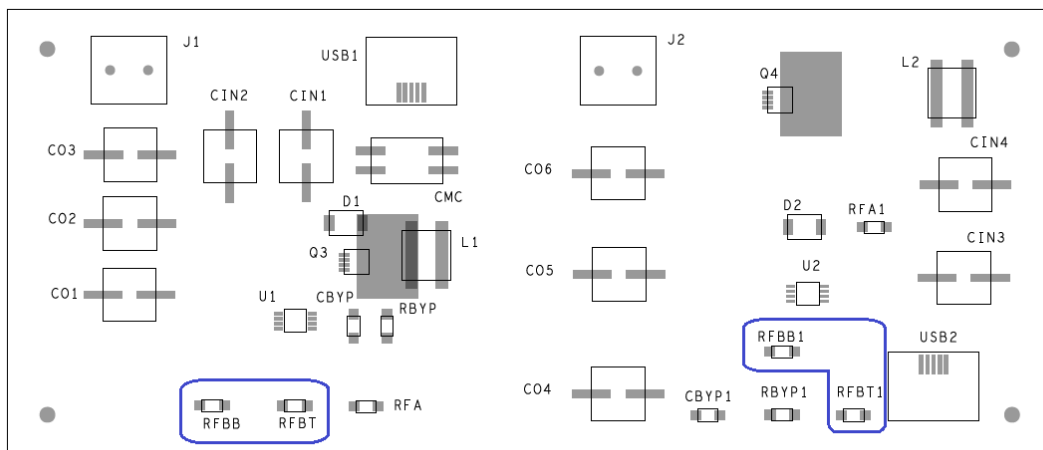 J1
USB1
CIN2
CIN1
CO3
CMC
CO2
D1
L1
Q3
CO1
U1
CBYP
RBYP
RFBB
RFBT
RFA
J2
Q4
L2
CO6
CIN4
D2
RFA1
CO5
U2
CIN3
RFBB1
USB2
CO4
CBYP1
RBYP1
RFBT1